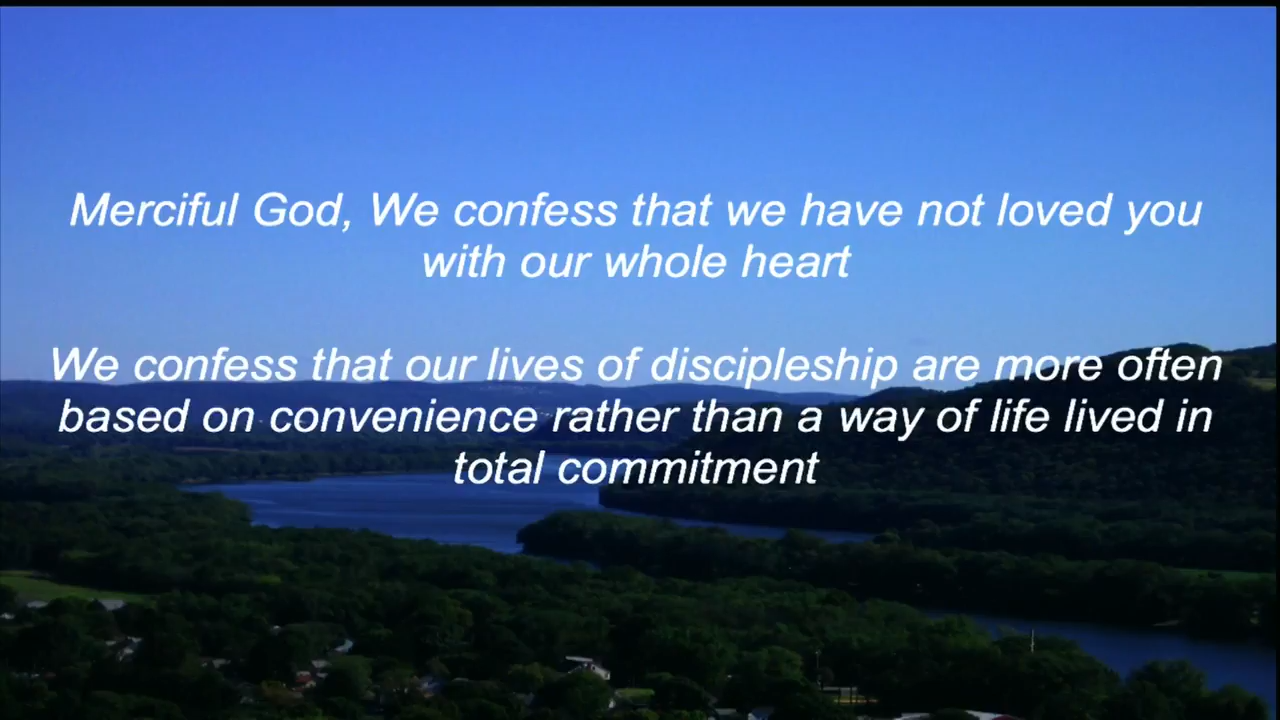 Merciful God, We confess that we have not loved you
with our whole heart
We confess that our lives of discipleship are more often
based on convenience rather than a way of life lived in
total commitment